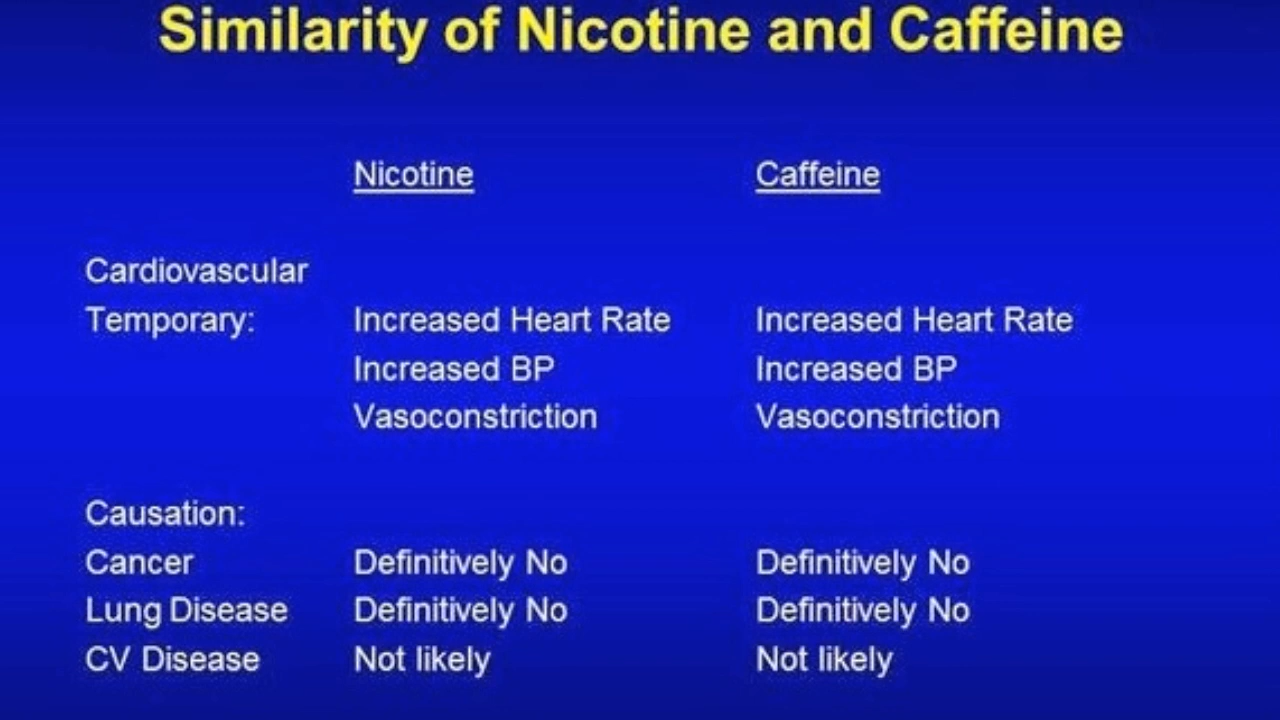 Similarity of Nicotine and Caffeine
Nicotine Caffeine
Cardiovascular
Temporary: Increased Heart Rate Increased Heart Rate
Increased BP Increased BP
Vasoconstriction Vasoconstriction
Causation:
Cancer Definitively No Definitively No
Lung Disease Definitively No Definitively No
CV Disease Not likely Not likely